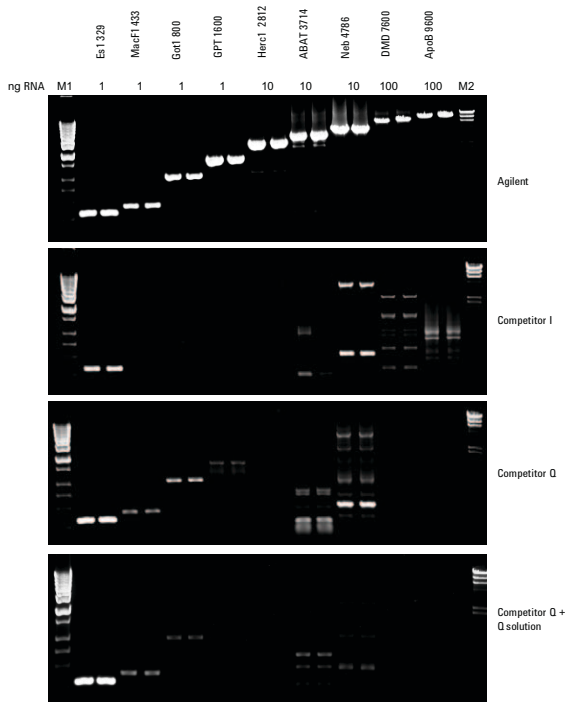 Es1 329
MacF1 433
Got1 800
GPT 1600
Herc1 2812
ABAT 3714
Neb 4786
DMD 7600
ApoB 9600
ng RNA M1 1 1 1 1 10 10 10 100 100 M2
Agilent
Competitor I
Competitor Q
Competitor Q +
Q solution